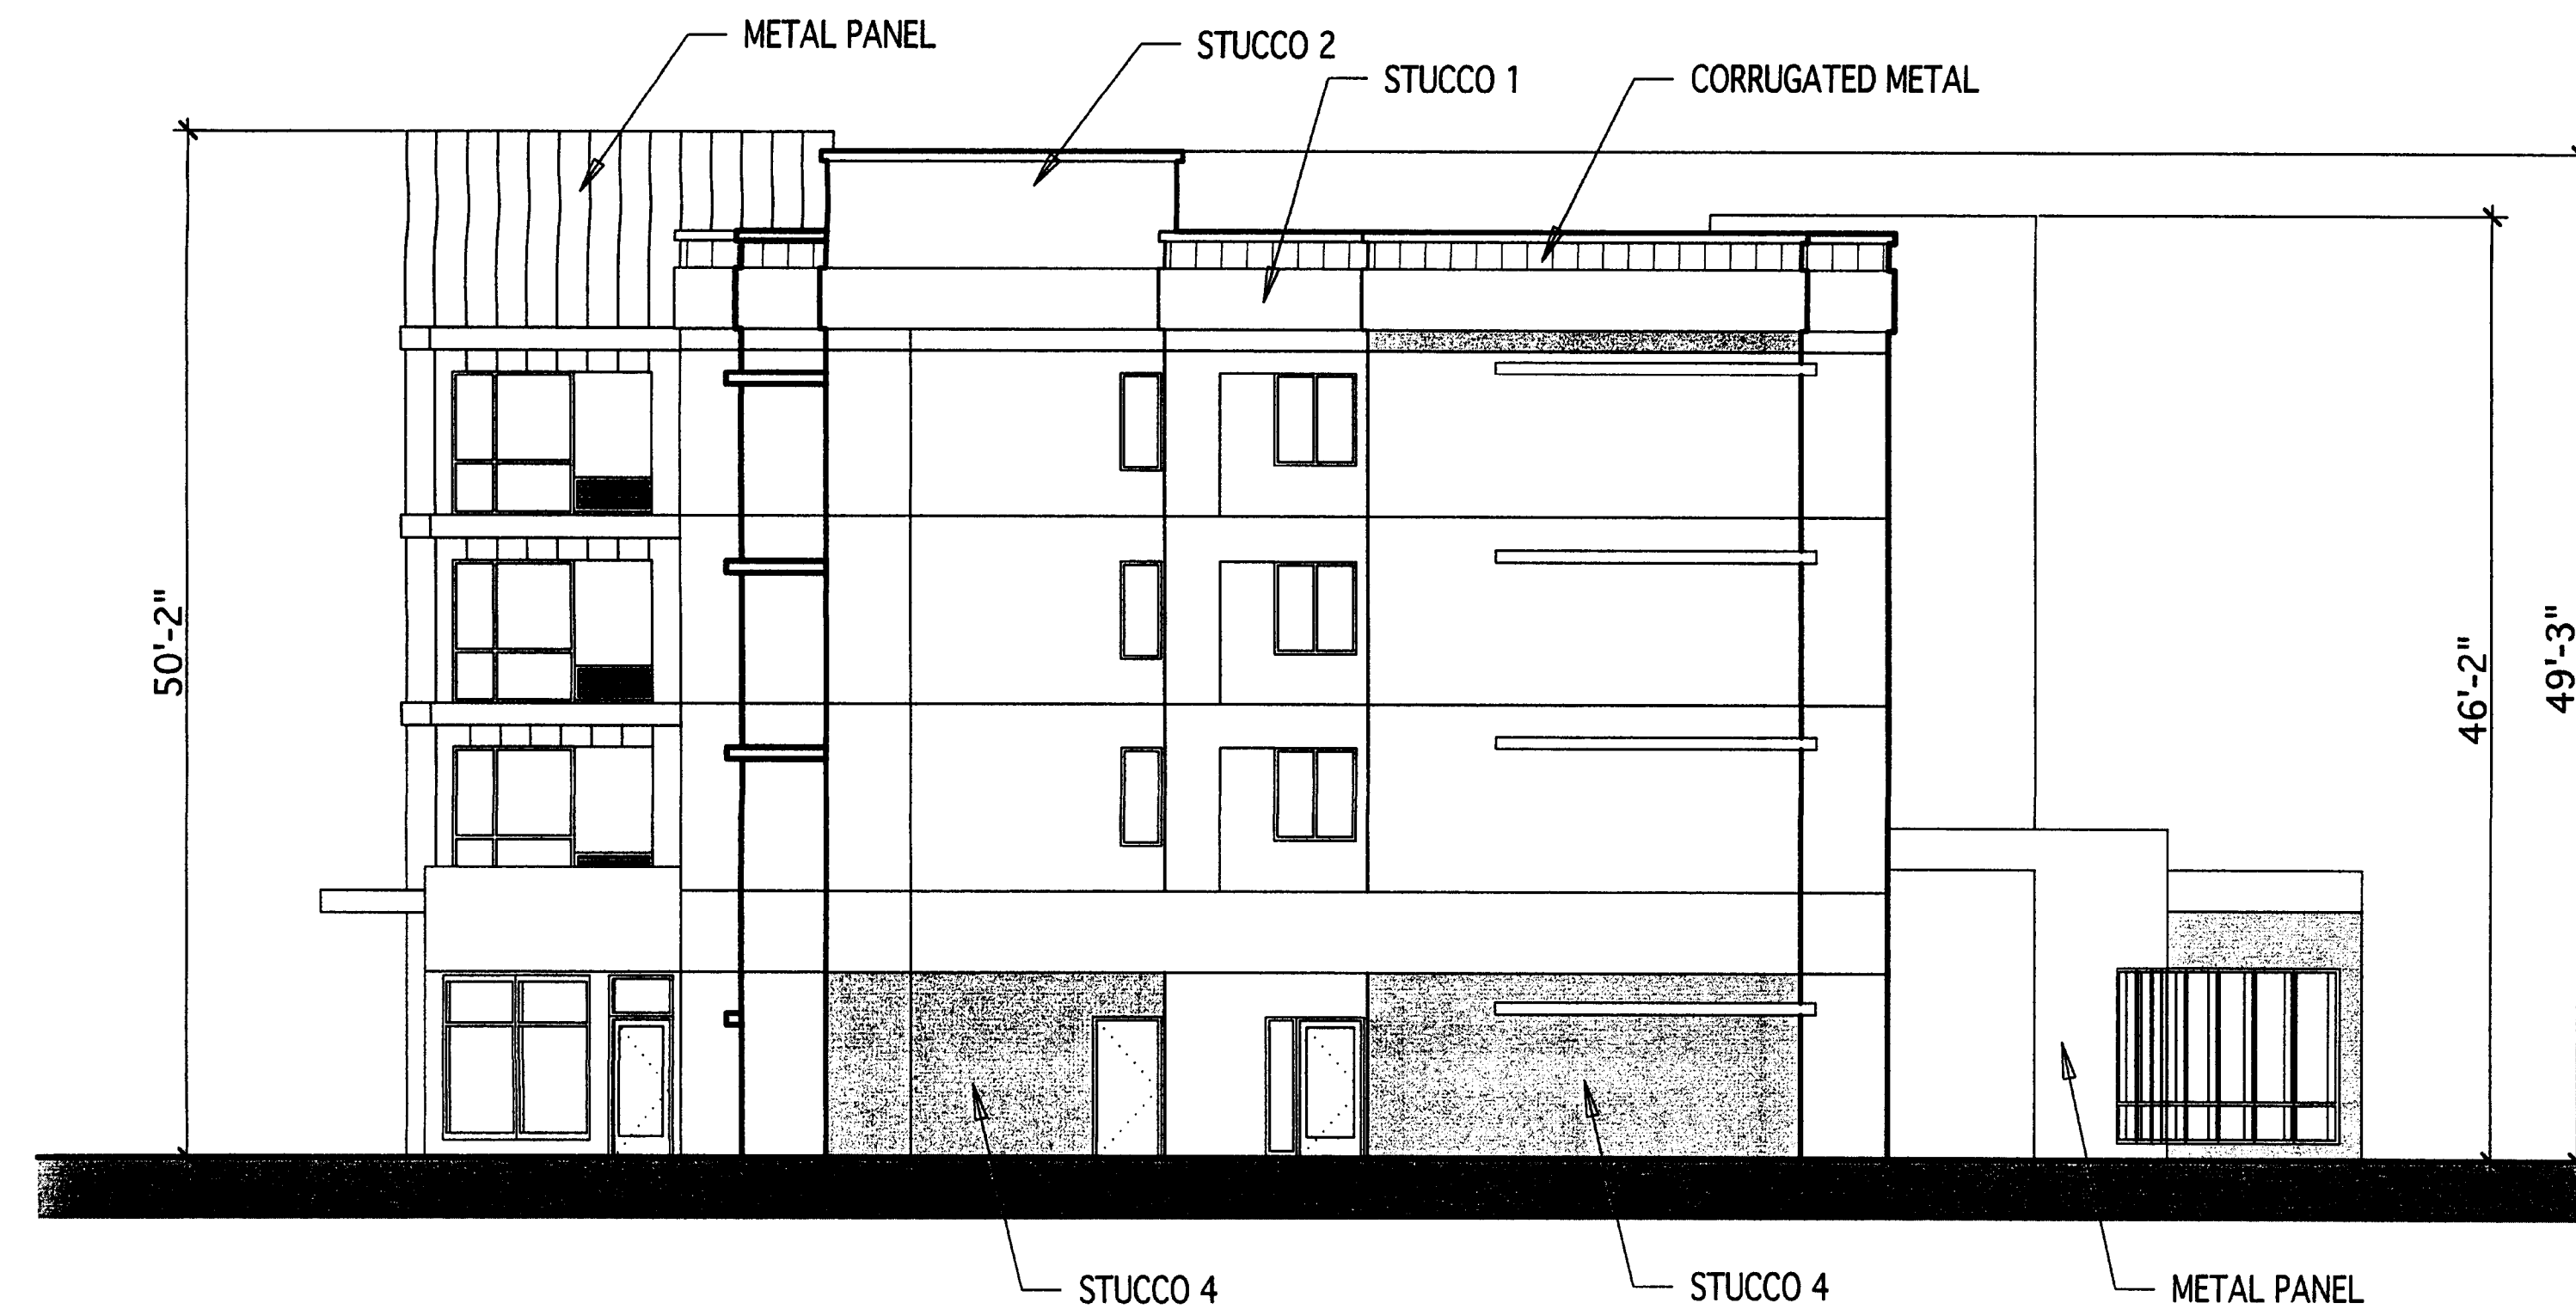 METAL PANEL
STUCCO 2
STUCCO 1
CORRUGATED METAL
50'-2"
46'-2"
49'-3"
STUCCO 4
STUCCO 4
METAL PANEL